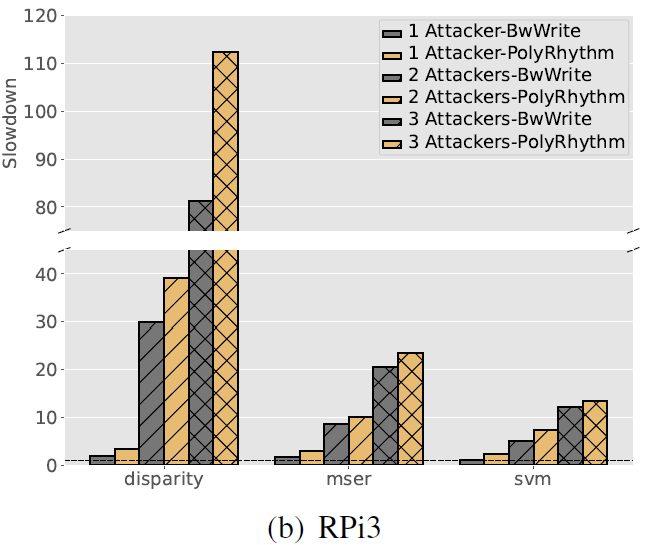 120
110
100
90
80
40
30
20
10
0
Slowdown
1 Attacker-BwWrite
1 Attacker-PolyRhythm
2 Attackers-BwWrite
2 Attackers-PolyRhythm
3 Attackers-BwWrite
3 Attackers-PolyRhythm
disparity mser svm
(b) RPi3